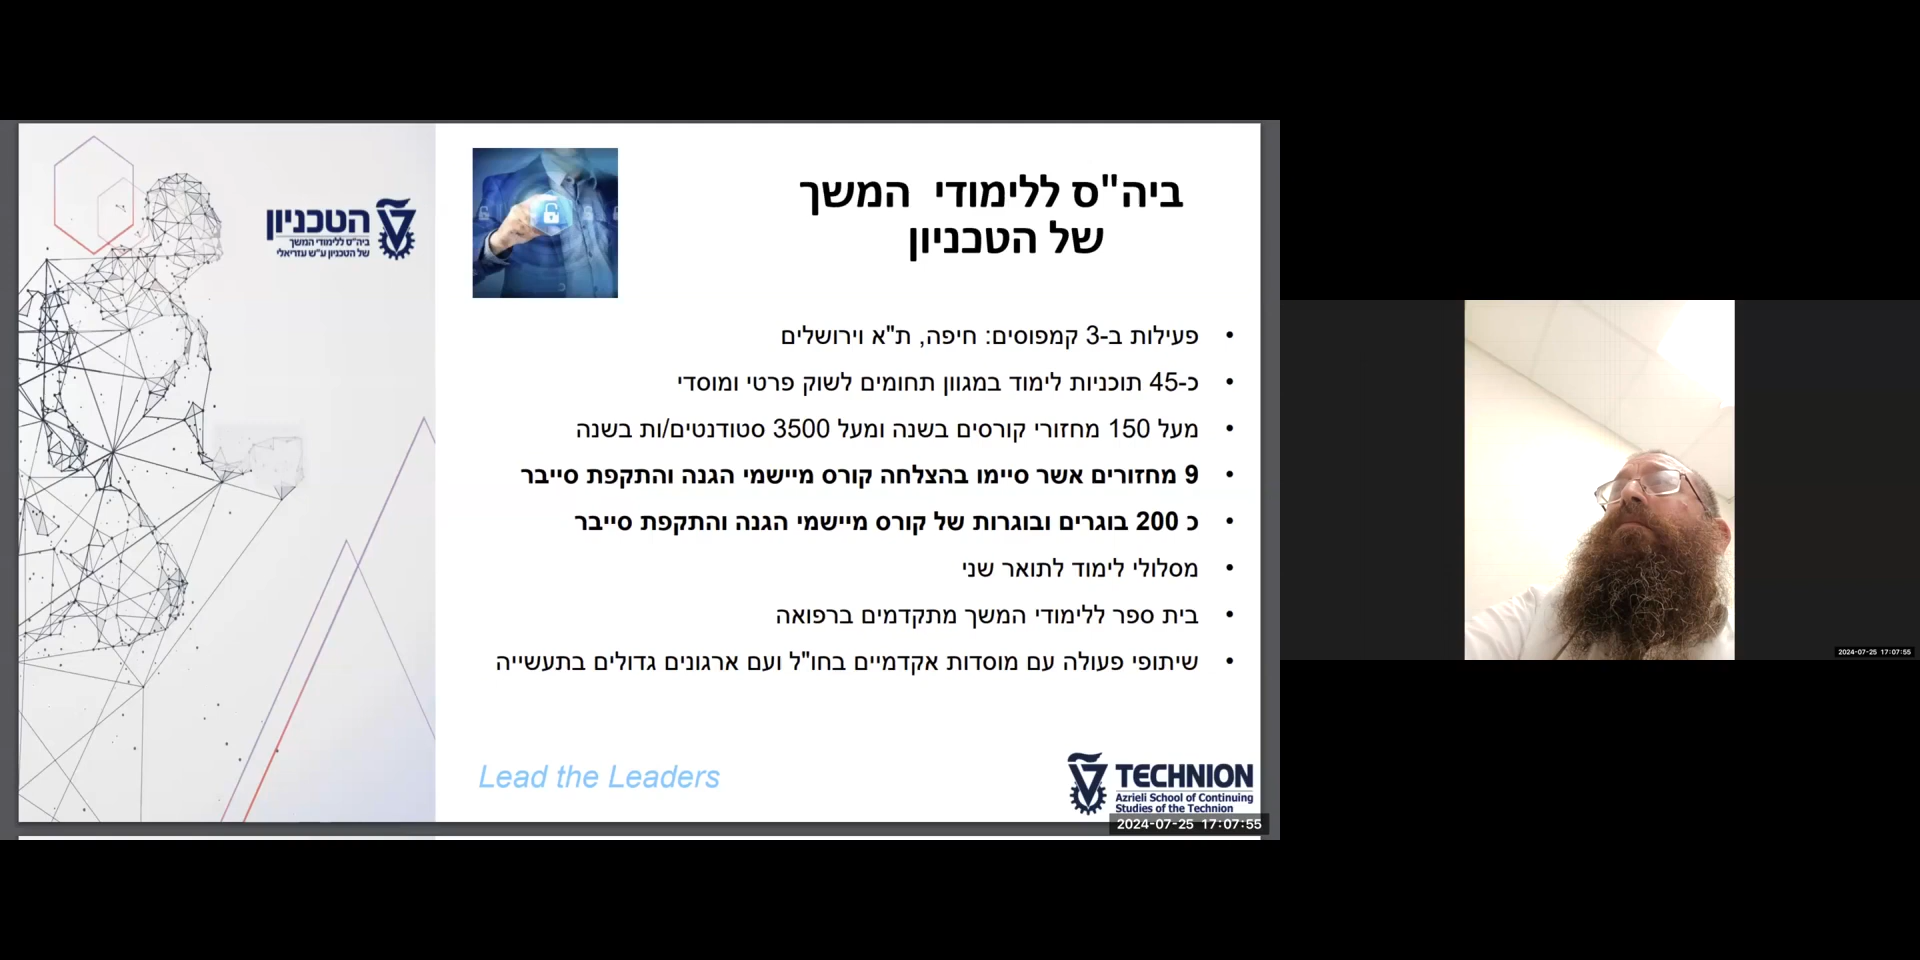 הטכניון
ביה"ס ללימודי המשך
של הטכניון ע"ש עזריאלי
ביה"ס ללימודי המשך
של הטכניון
• פעילות ב-3 קמפוסים: חיפה, ת"א וירושלים
• כ-45 תוכניות לימוד במגוון תחומים לשוק פרטי ומוסדי
• מעל 150 מחזורי קורסים בשנה ומעל 3500 סטודנטים/ות בשנה
• 9 מחזורים אשר סיימו בהצלחה קורס מיישמי הגנה והתקפת סייבר
• כ 200 בוגרים ובוגרות של קורס מיישמי הגנה והתקפת סייבר
• מסלולי לימוד לתואר שני
• בית ספר ללימודי המשך מתקדמים ברפואה
• שיתופי פעולה עם מוסדות אקדמיים בחו"ל ועם ארגונים גדולים בתעשייה
Lead the Leaders
TECHNION
Azrieli School of Continuing
Studies of the Technion
2024-07-25 17:07:55
2024-07-25 17:07:55